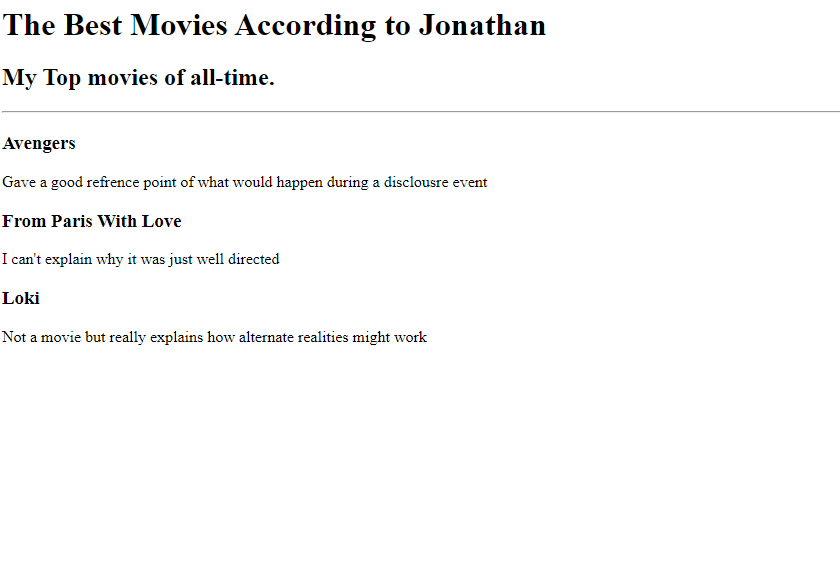 The Best Movies According to Jonathan
My Top movies of all-time.
Avengers
Gave a good refrence point of what would happen during a disclousre event
From Paris With Love
I can't explain why it was just well directed
Loki
Not a movie but really explains how alternate realities might work